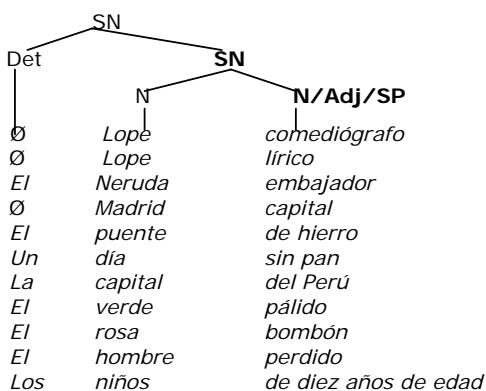 SN
Det SN
N N/Adj/SP
Ø Lope comediógrafo
Ø Lope lírico
El Neruda embajador
Ø Madrid capital
El puente de hierro
Un día sin pan
La capital del Perú
El verde pálido
El rosa bombón
El hombre perdido
Los niños de diez años de edad